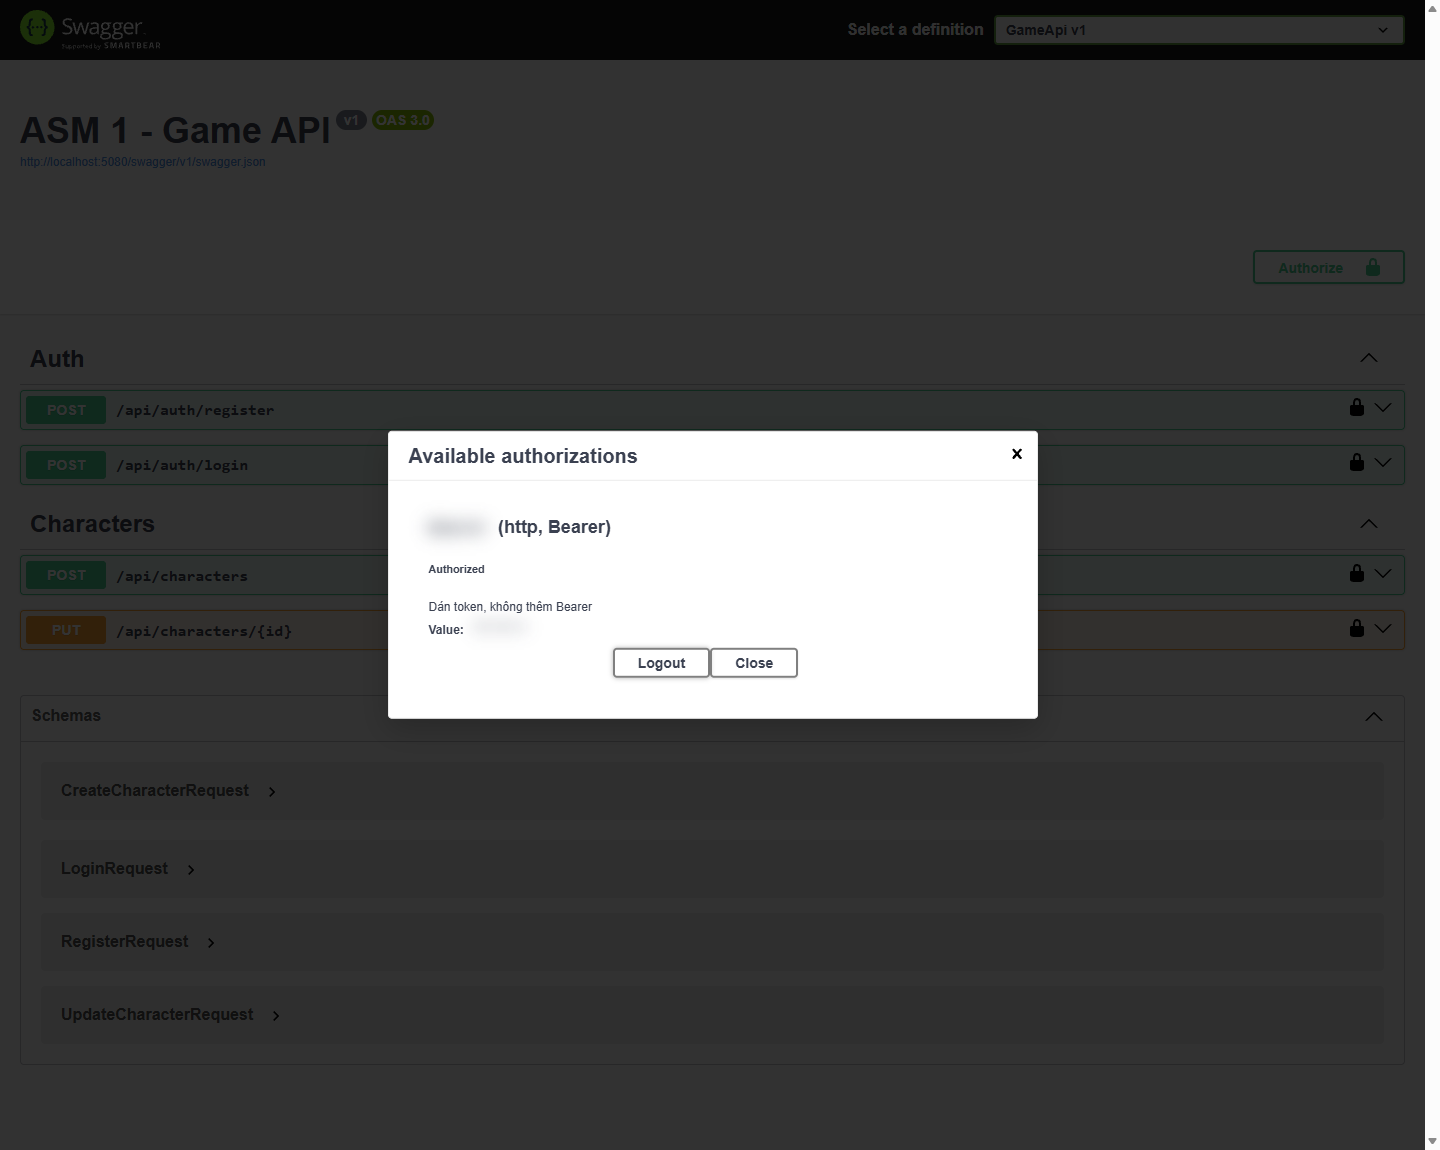 Swagger
Supported by SMARTBEAR
Select a definition
GameApi v1
ASM 1 - Game API v1 OAS 3.0
http://localhost:5080/swagger/v1/swagger.json
Authorize
Auth
POST /api/auth/register
POST /api/auth/login
Characters
POST /api/characters
PUT /api/characters/{id}
Available authorizations
(http, Bearer)
Authorized
Dán token, không thêm Bearer
Value:
Logout
Close
Schemas
CreateCharacterRequest
LoginRequest
RegisterRequest
UpdateCharacterRequest